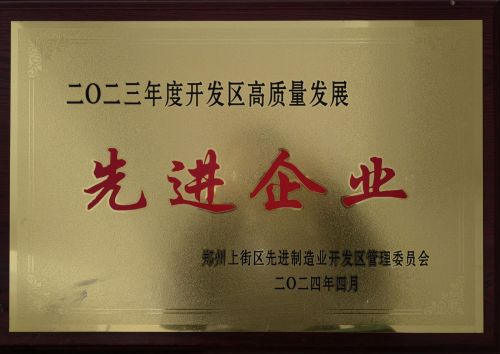 二〇二三年度开发区高质量发展
先进企业
郑州上街区先进制造业开发区管理委员会
二〇二四年四月